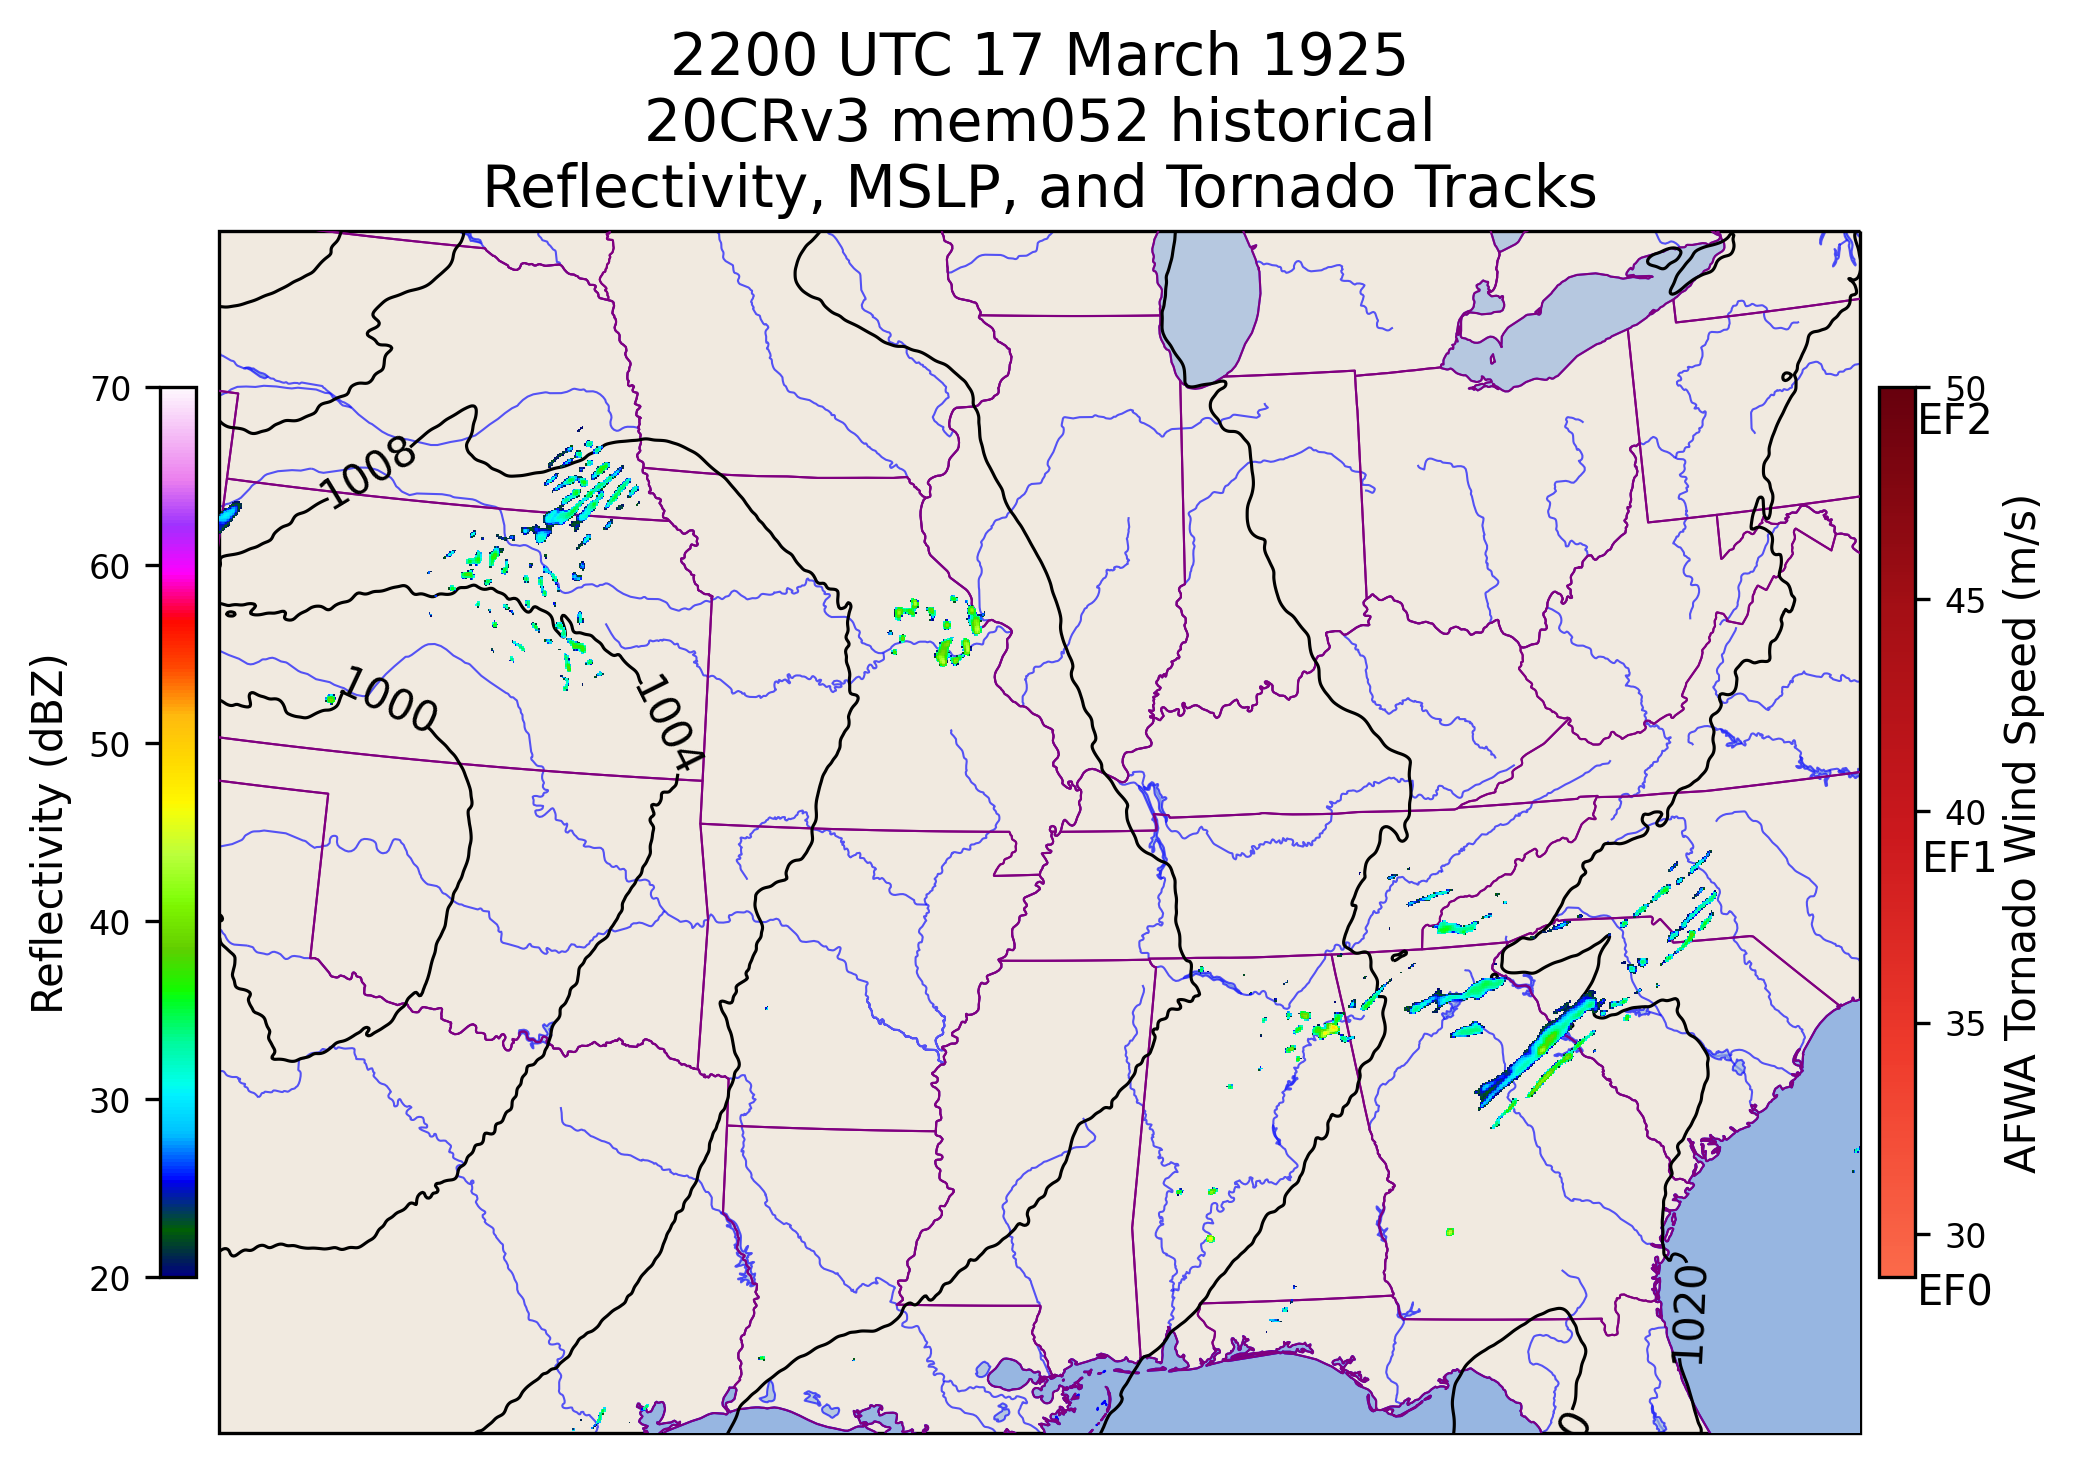 2200 UTC 17 March 1925
20CRv3 mem052 historical
Reflectivity, MSLP, and Tornado Tracks
70
60
50
40
30
20
Reflectivity (dBZ)
1008
1000
1004
1020
0
50
EF2
45
40
EF1
35
30
EF0
AFWA Tornado Wind Speed (m/s)